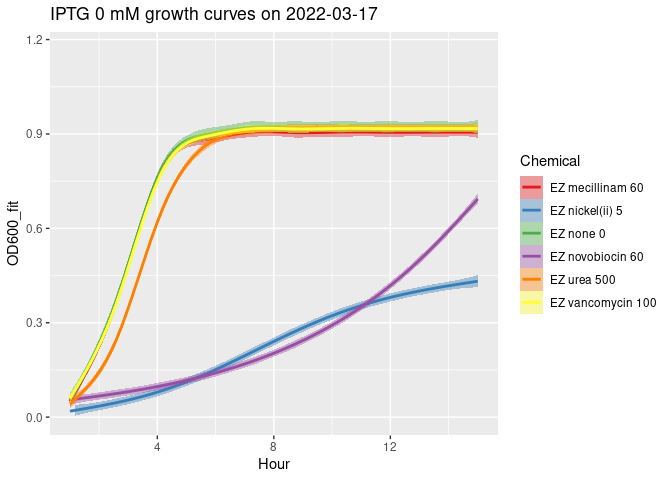 IPTG 0 mM growth curves on 2022-03-17
1.2
0.9
0.6
0.3
0.0
OD600_fit
4
8
12
Hour
Chemical
EZ mecillinam 60
EZ nickel(ii) 5
EZ none 0
EZ novobiocin 60
EZ urea 500
EZ vancomycin 100